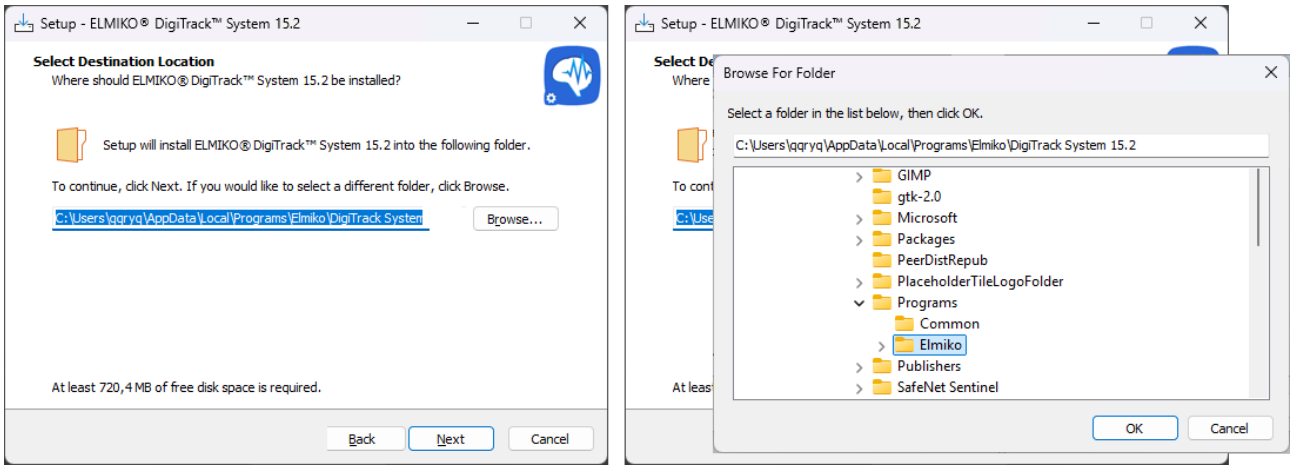 Setup - ELMIKO® DigiTrack™ System 15.2
Select Destination Location
Where should ELMIKO® DigiTrack™ System 15.2 be installed?
Setup will install ELMIKO® DigiTrack™ System 15.2 into the following folder.
To continue, click Next. If you would like to select a different folder, click Browse.
C:\Users\qqryq\AppData\Local\Programs\Elmiko\DigiTrack System
Browse...
At least 720,4 MB of free disk space is required.
Back
Next
Cancel
Setup - ELMIKO® DigiTrack™ System 15.2
Select De
Where
To cont
C:\Use
At leas
Browse For Folder
Select a folder in the list below, then click OK.
C:\Users\qqryq\AppData\Local\Programs\Elmiko\DigiTrack System 15.2
GIMP
gtk-2.0
Microsoft
Packages
PeerDistRepub
PlaceholderTileLogoFolder
Programs
Common
Elmiko
Publishers
SafeNet Sentinel
OK
Cancel